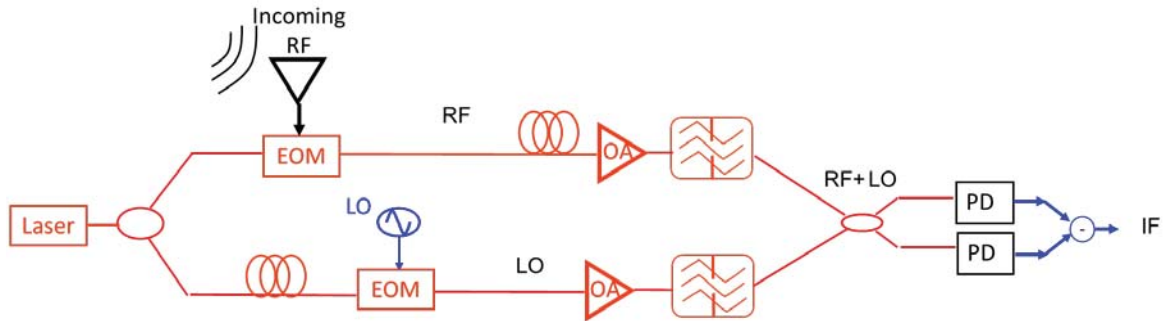 Incoming
RF
RF
EOM
OA
RF+LO
PD
IF
Laser
LO
-
PD
LO
EOM
OA